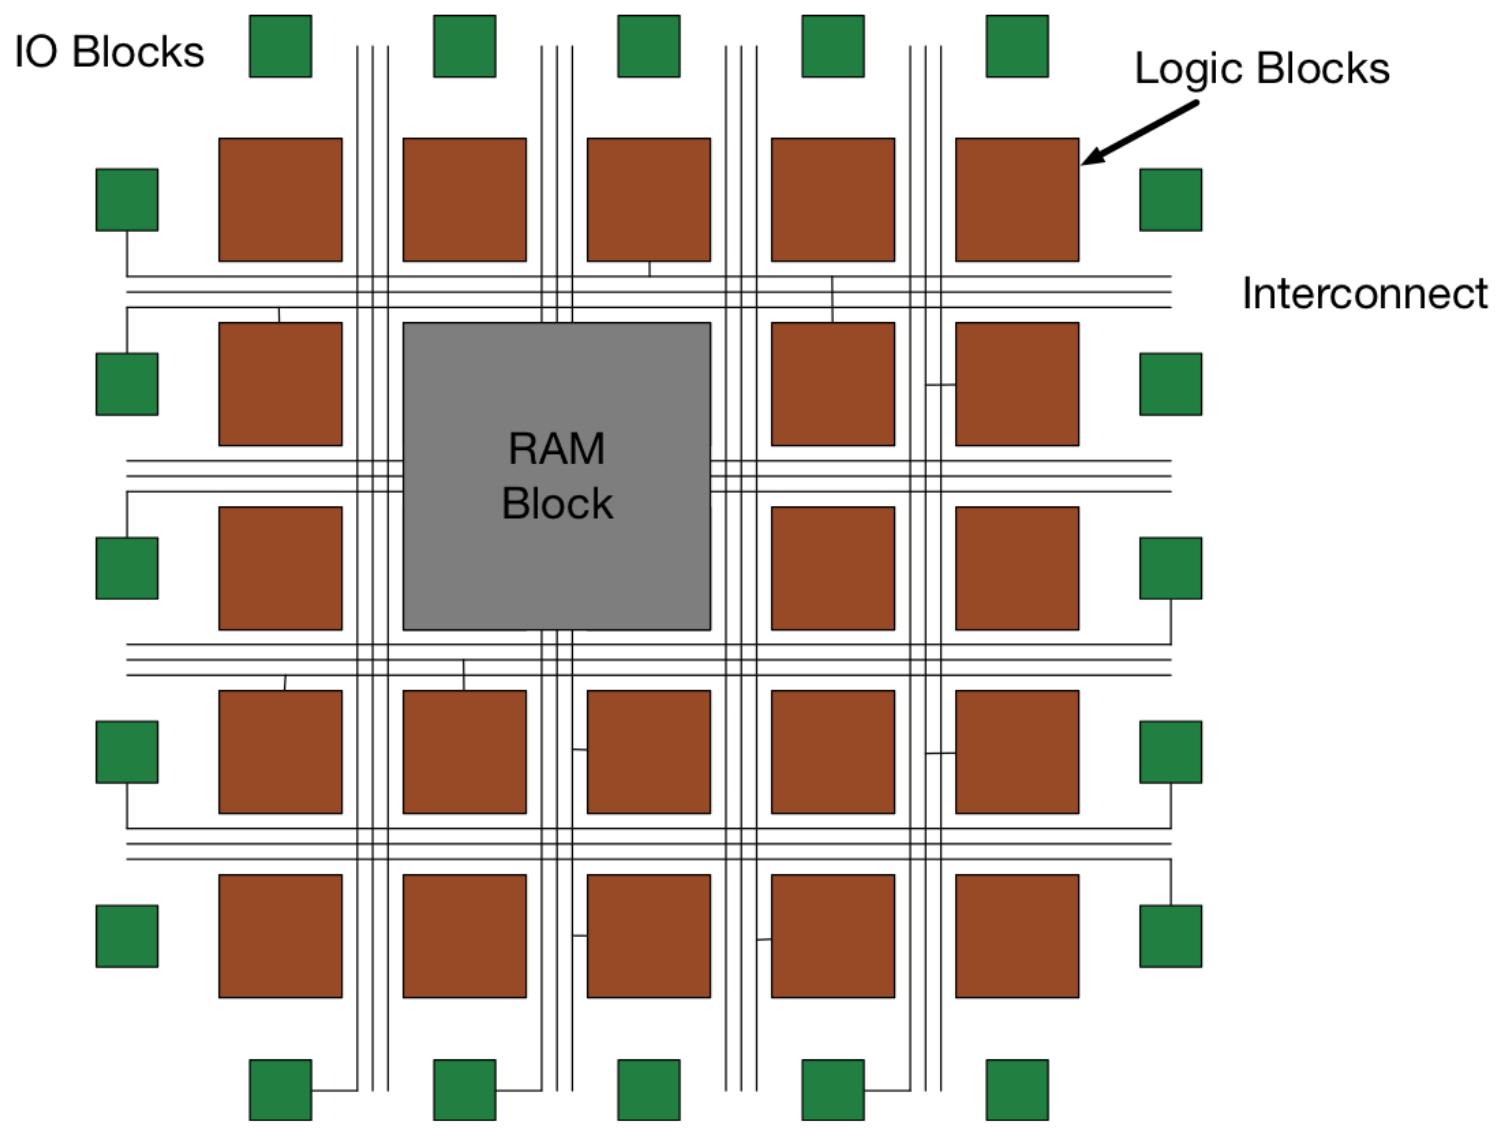 IO Blocks
Logic Blocks
Interconnect
RAM
Block